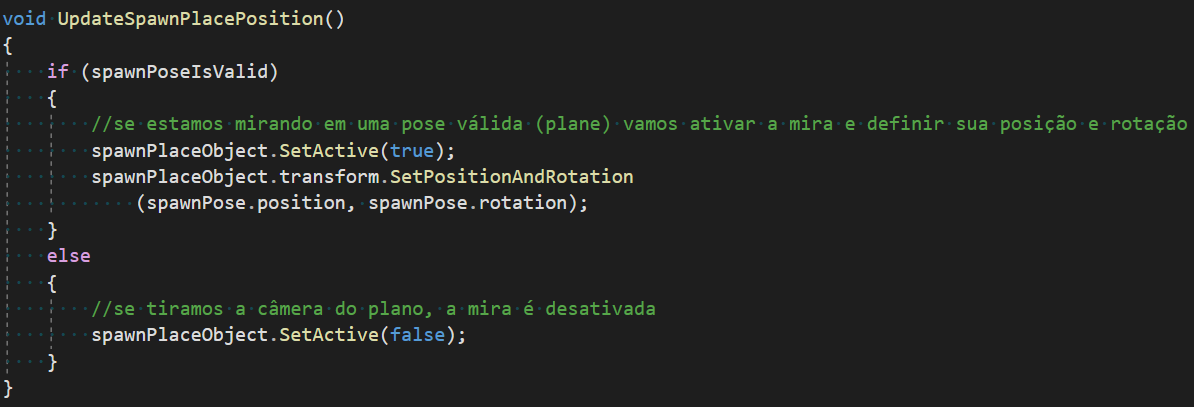 void UpdateSpawnPlacePosition()
{
    if (spawnPoseIsValid)
    {
        //se estamos mirando em uma pose válida (plane) vamos ativar a mira e definir sua posição e rotação
        spawnPlaceObject.SetActive(true);
        spawnPlaceObject.transform.SetPositionAndRotation
            (spawnPose.position, spawnPose.rotation);
    }
    else
    {
        //se tiramos a câmera do plano, a mira é desativada
        spawnPlaceObject.SetActive(false);
    }
}